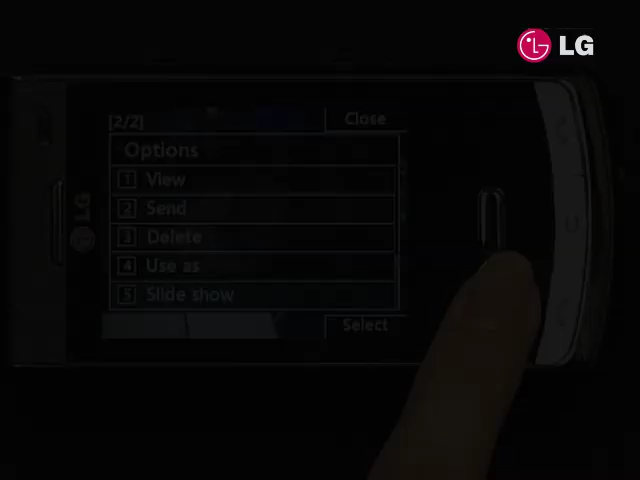 LG
[2/2]
Close
Options
1 View
2 Send
3 Delete
4 Use as
5 Slide show
Select
LG